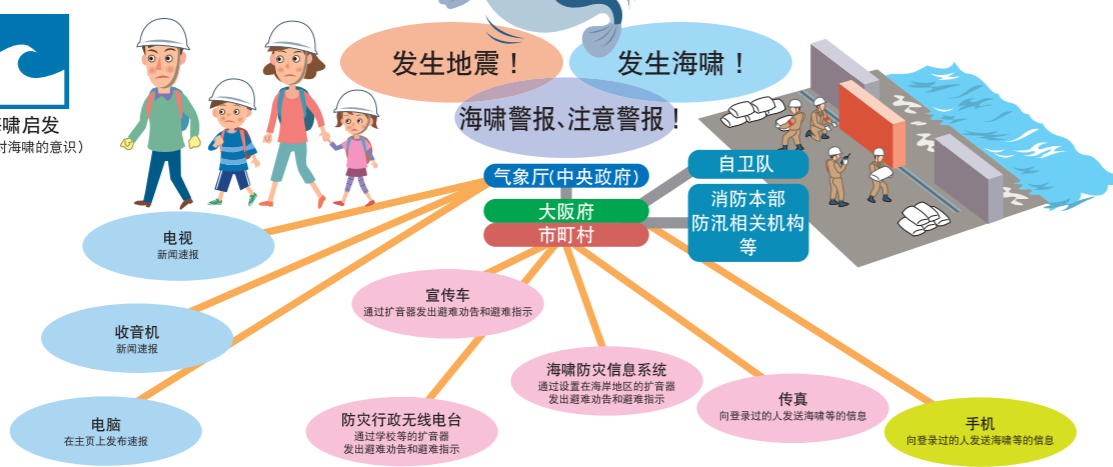 发生地震！
发生海啸！
海啸警报、注意警报！
啸启发
对海啸的意识）
气象厅(中央政府)
大阪府
市町村
自卫队
消防本部
防汛相关机构
等
电视
新闻速报
收音机
新闻速报
电脑
在主页上发布速报
宣传车
通过扩音器发出避难劝告和避难指示
防灾行政无线电台
通过学校等的扩音器
发出避难劝告和避难指示
海啸防灾信息系统
通过设置在海岸地区的扩音器
发出避难劝告和避难指示
传真
向登录过的人发送海啸等的信息
手机
向登录过的人发送海啸等的信息